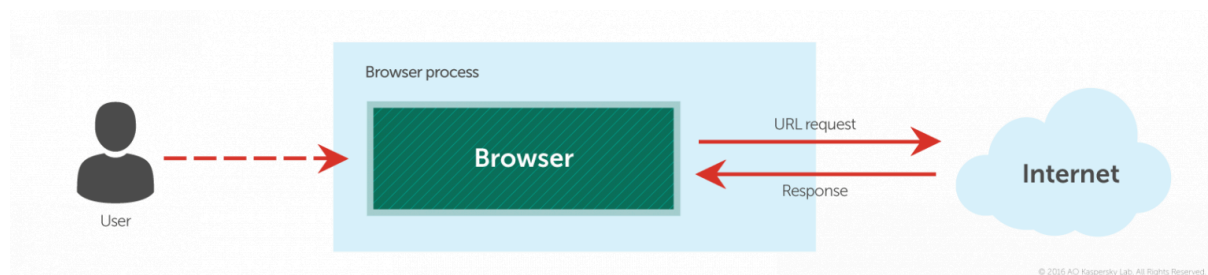 Browser process
User
Browser
URL request
Response
Internet
© 2016 AO Kaspersky Lab. All Rights Reserved.